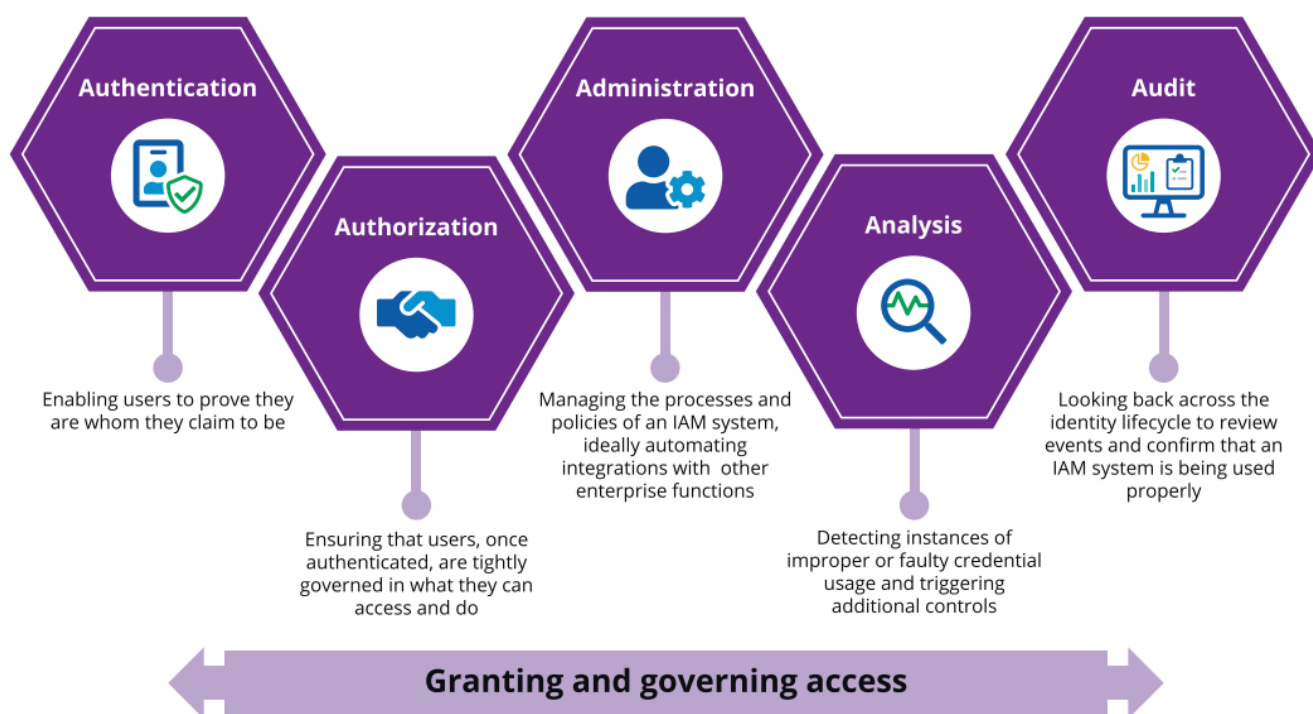 Authentication
Enabling users to prove they
are whom they claim to be
Authorization
Ensuring that users, once
authenticated, are tightly
governed in what they can
access and do
Administration
Managing the processes and
policies of an IAM system,
ideally automating
integrations with other
enterprise functions
Analysis
Detecting instances of
improper or faulty credential
usage and triggering
additional controls
Audit
Looking back across the
identity lifecycle to review
events and confirm that an
IAM system is being used
properly
Granting and governing access